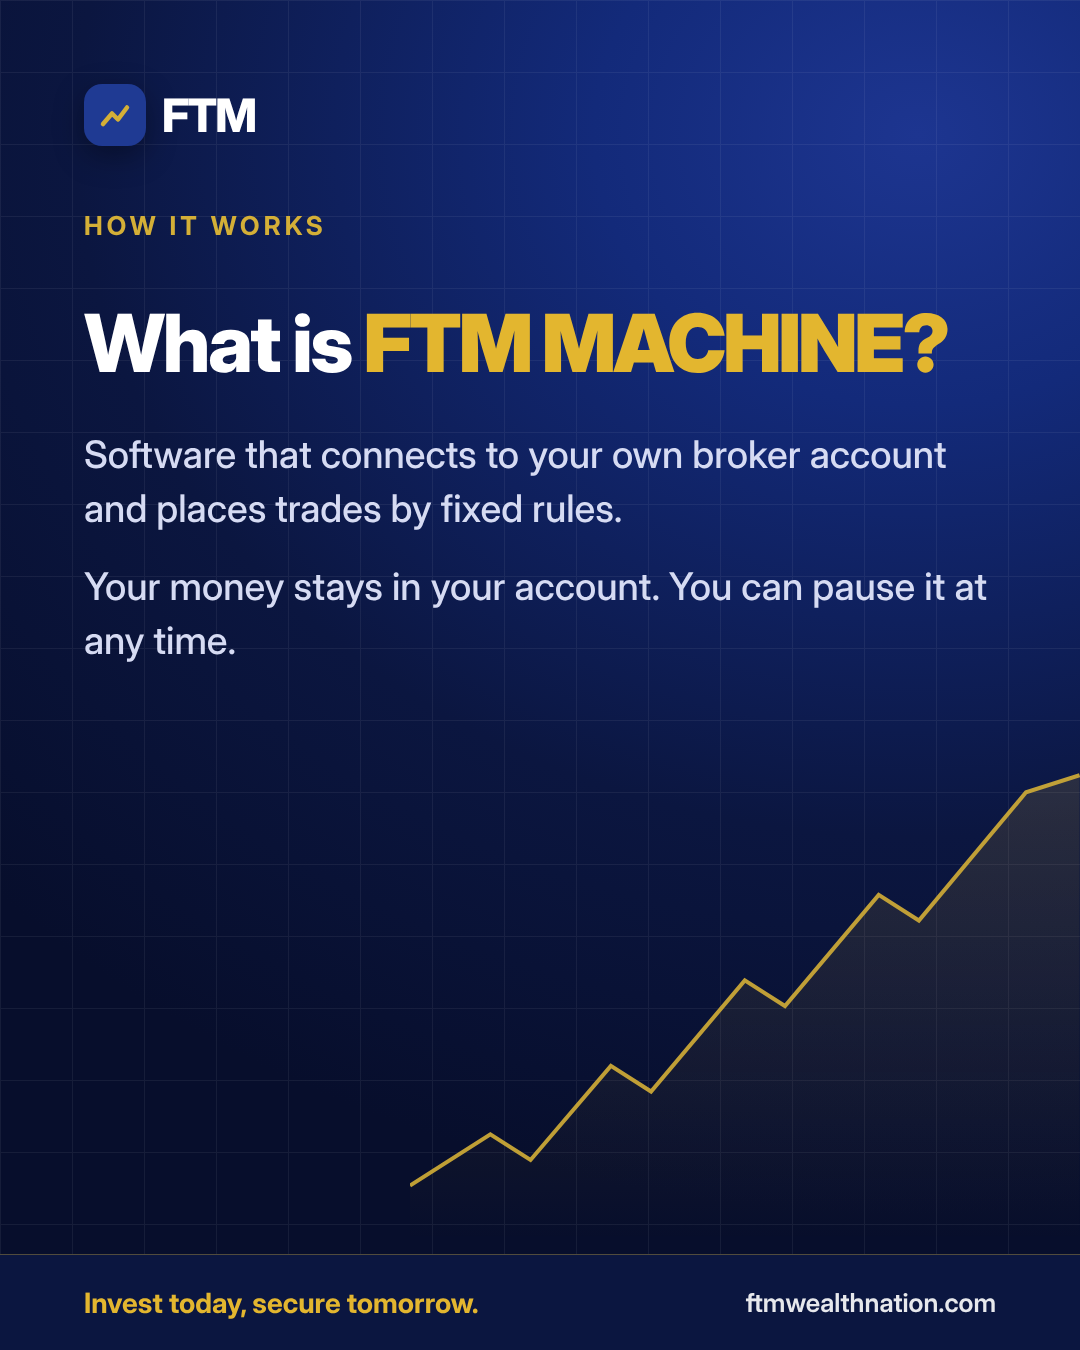 FTM
HOW IT WORKS
What is FTM MACHINE?
Software that connects to your own broker account
and places trades by fixed rules.
Your money stays in your account. You can pause it at
any time.
Invest today, secure tomorrow.
ftmwealthnation.com